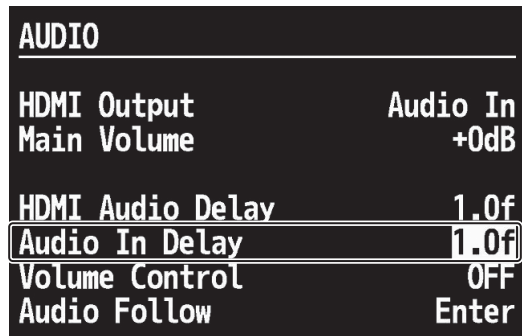 AUDIO
HDMI Output Audio In
Main Volume +0dB
HDMI Audio Delay 1.0f
Audio In Delay 1.0f
Volume Control OFF
Audio Follow Enter